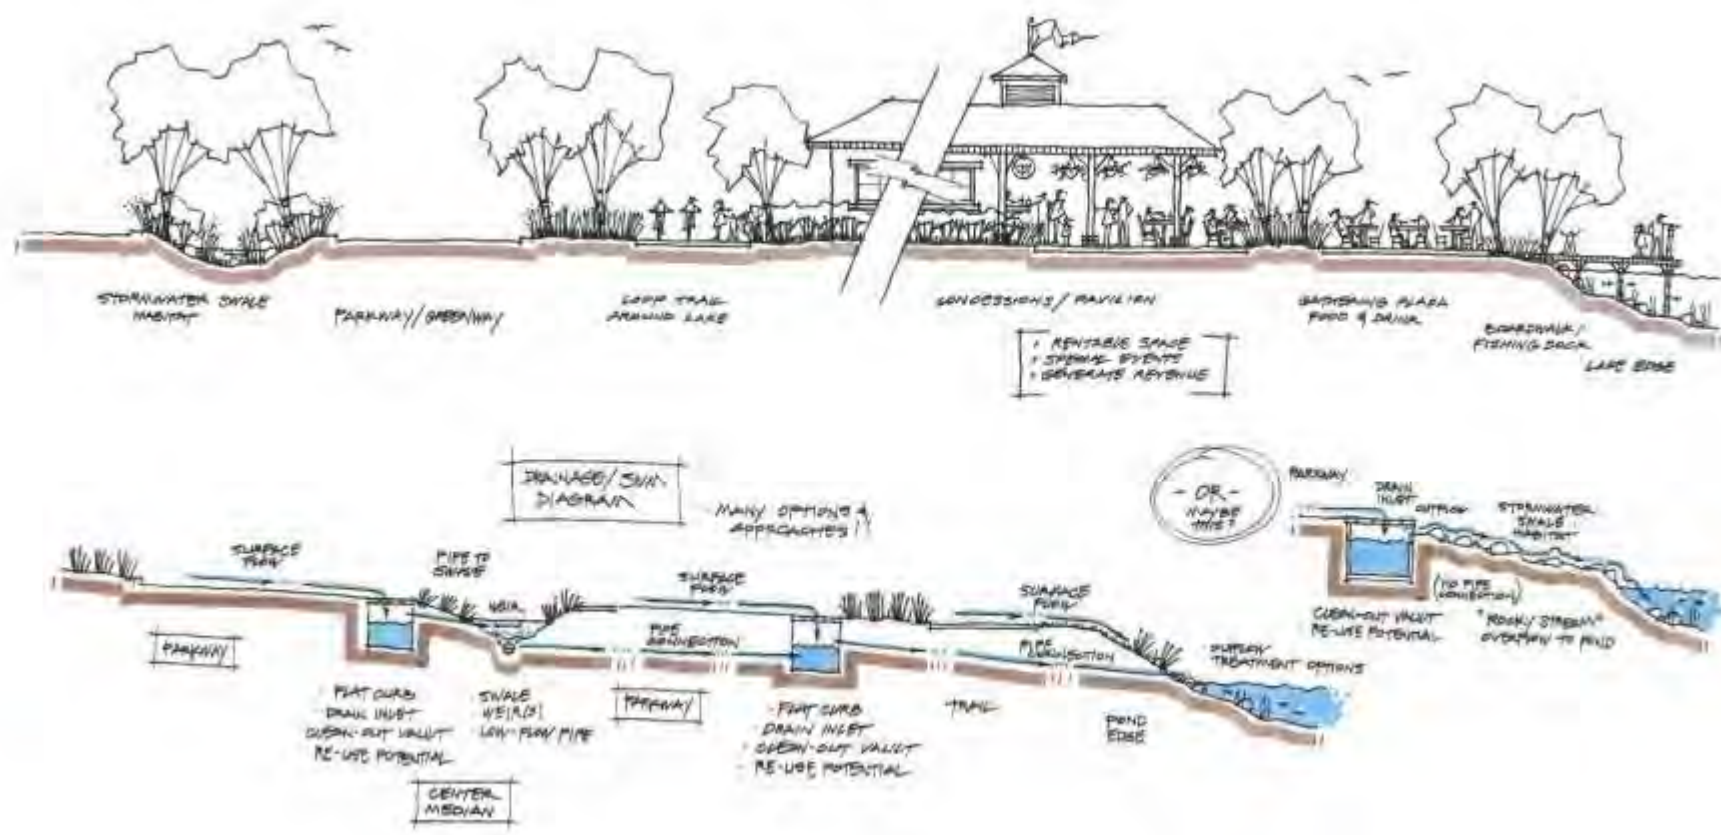 STORMWATER SWALE
HABITAT
PARKWAY/GREENWAY
LOOP TRAIL
AROUND LAKE
CONCESSIONS/PAVILION
• RENTABLE SPACE
• SPECIAL EVENTS
• GENERATE REVENUE
GATHERING PLAZA
FOOD & DRINK
BOARDWALK/
FISHING DOCK
LAKE EDGE
DRAINAGE/SWM
DIAGRAM
MANY OPTIONS &
APPROACHES!
- OR -
MAYBE
THIS?
PARKWAY
DRAIN
INLET
OUTFLOW
STORMWATER
SWALE
HABITAT
(NO PIPE
CONNECTION)
CLEAN-OUT VAULT
RE-USE POTENTIAL
"ROCKY STREAM"
OVERFLOW TO POND
SURFACE
FLOW
PIPE TO
SWALE
WEIR
SURFACE
FLOW
PIPE
CONNECTION
SURFACE
FLOW
PIPE
CONNECTION
• OUTFLOW
TREATMENT OPTIONS
PARKWAY
• FLAT CURB
• DRAIN INLET
CLEAN-OUT VAULT
RE-USE POTENTIAL
• SWALE
• WEIR(S)
• LOW-FLOW PIPE
PARKWAY
• FLAT CURB
• DRAIN INLET
• CLEAN-OUT VAULT
- RE-USE POTENTIAL
TRAIL
POND
EDGE
CENTER
MEDIAN